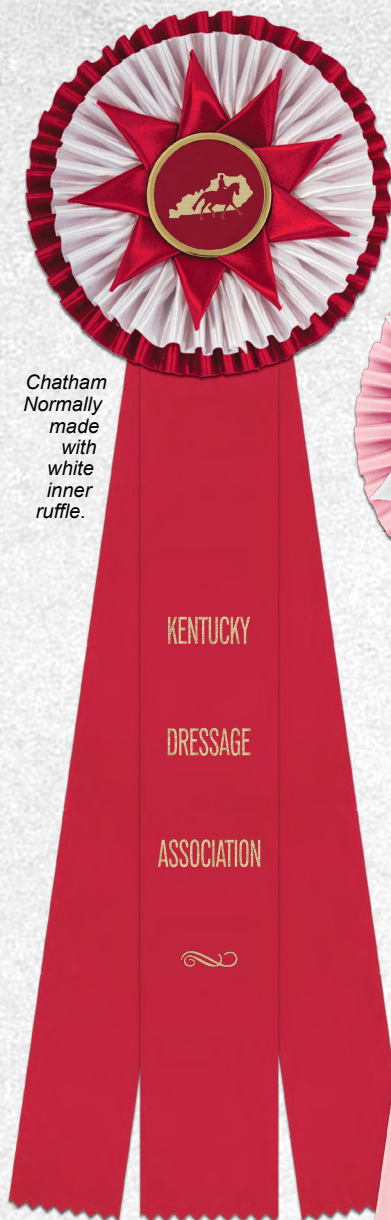 Chatham
Normally
made
with
white
inner
ruffle.
KENTUCKY
DRESSAGE
ASSOCIATION